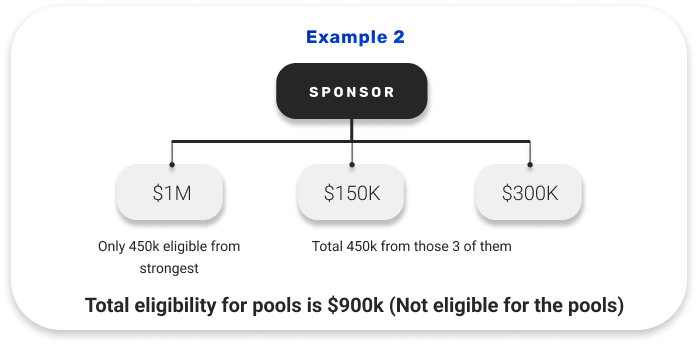 Example 2
SPONSOR
$1M
$150K
$300K
Only 450k eligible from
strongest
Total 450k from those 3 of them
Total eligibility for pools is $900k (Not eligible for the pools)